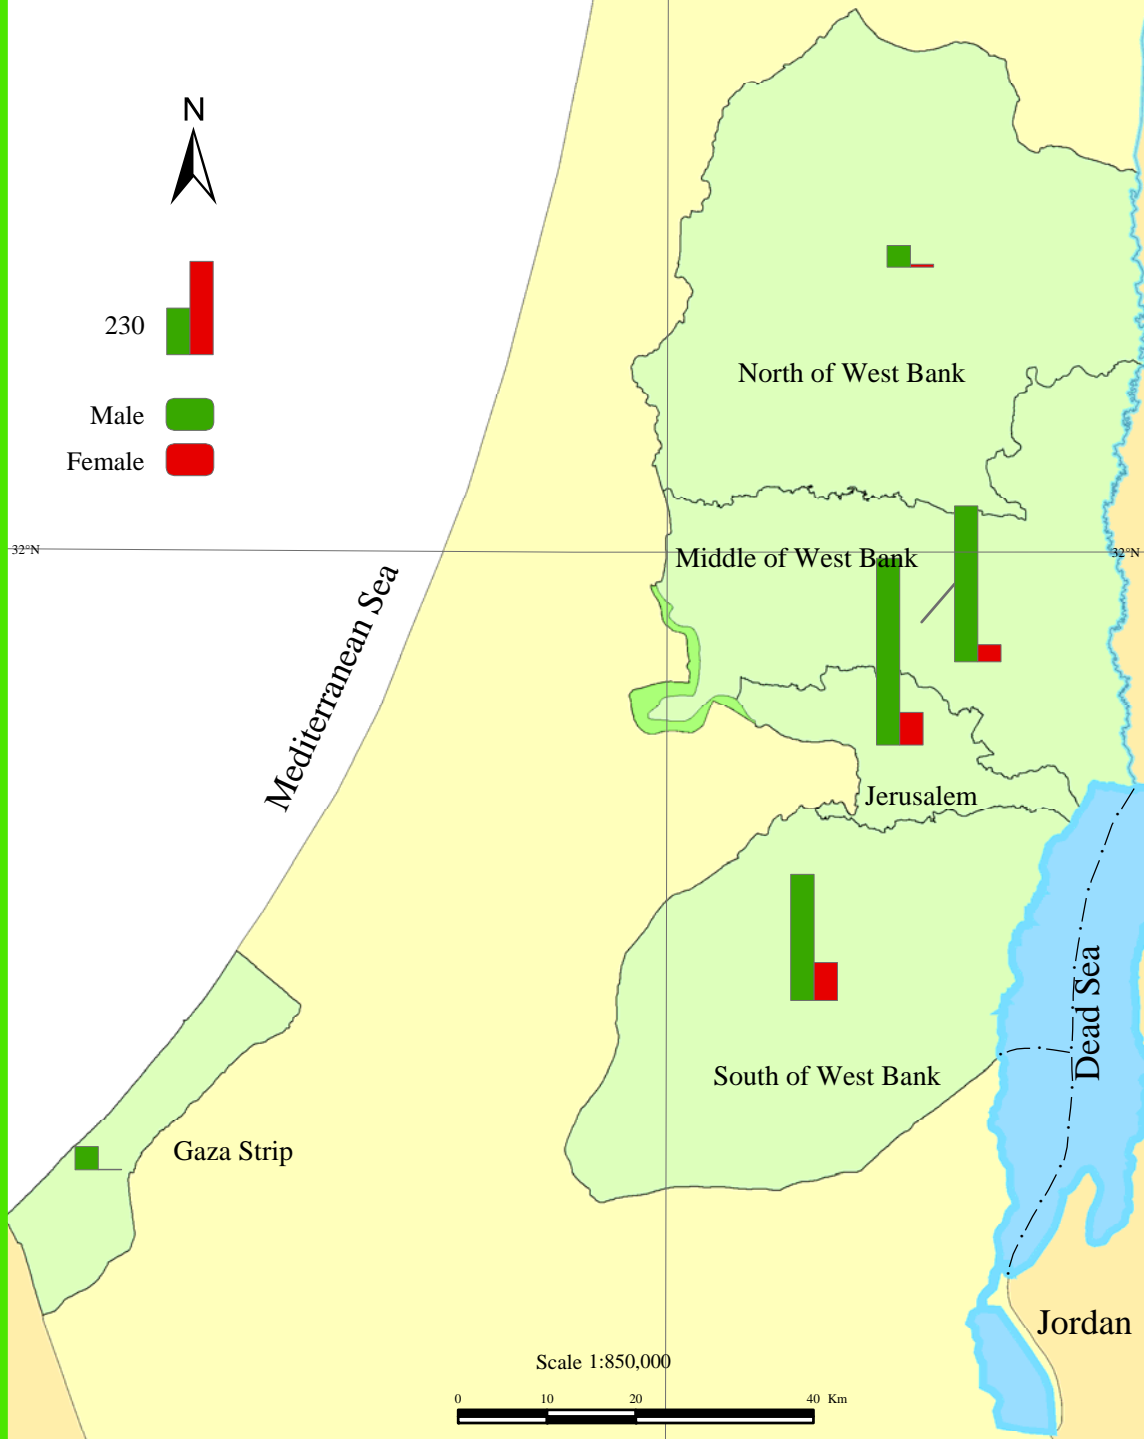 N
230
Male
Female
North of West Bank
32°N
32°N
Middle of West Bank
Mediterranean Sea
Jerusalem
Dead Sea
South of West Bank
Gaza Strip
Jordan
Scale 1:850,000
0 10 20 40 Km